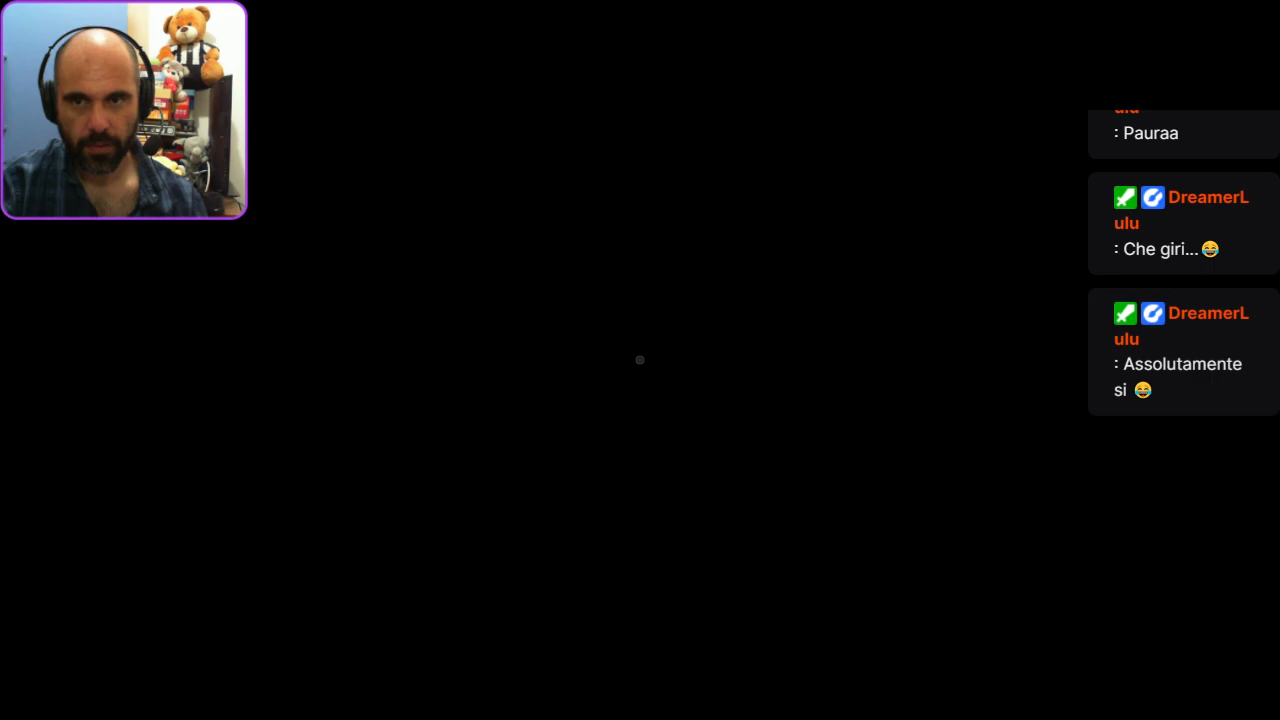 : Pauraa
DreamerL
ulu
: Che giri...😂
DreamerL
ulu
: Assolutamente
si 😂